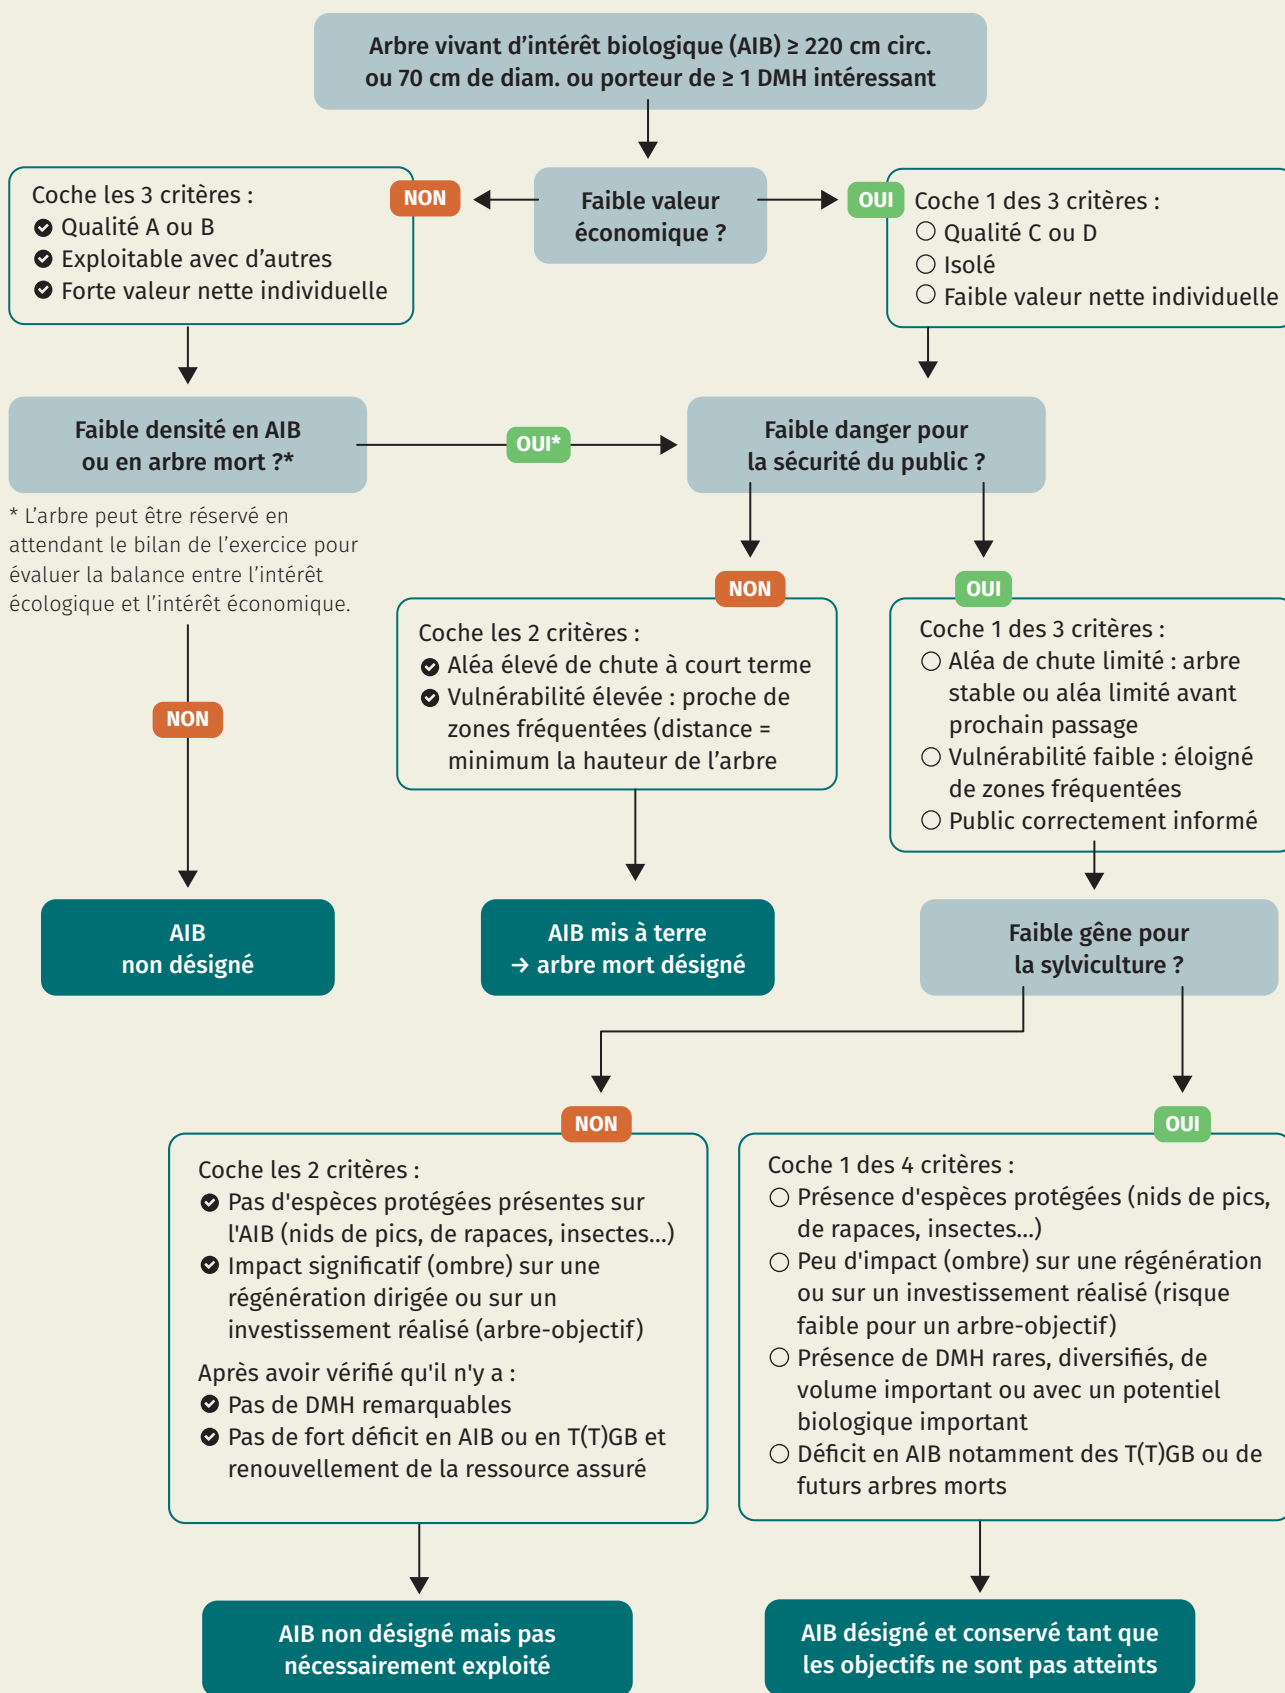 Arbre vivant d'intérêt biologique (AIB) ≥ 220 cm circ.
ou 70 cm de diam. ou porteur de ≥ 1 DMH intéressant
Faible valeur
économique ?
NON
Coche les 3 critères :
Qualité A ou B
Exploitable avec d'autres
Forte valeur nette individuelle
OUI
Coche 1 des 3 critères :
Qualité C ou D
Isolé
Faible valeur nette individuelle
Faible densité en AIB
ou en arbre mort ?*
OUI*
Faible danger pour
la sécurité du public ?
* L'arbre peut être réservé en
attendant le bilan de l'exercice pour
évaluer la balance entre l'intérêt
écologique et l'intérêt économique.
NON
NON
Coche les 2 critères :
Aléa élevé de chute à court terme
Vulnérabilité élevée : proche de
zones fréquentées (distance =
minimum la hauteur de l'arbre
OUI
Coche 1 des 3 critères :
Aléa de chute limité : arbre
stable ou aléa limité avant
prochain passage
Vulnérabilité faible : éloigné
de zones fréquentées
Public correctement informé
AIB
non désigné
AIB mis à terre
→ arbre mort désigné
Faible gêne pour
la sylviculture ?
NON
Coche les 2 critères :
Pas d'espèces protégées présentes sur
l'AIB (nids de pics, de rapaces, insectes...)
Impact significatif (ombre) sur une
régénération dirigée ou sur un
investissement réalisé (arbre-objectif)
Après avoir vérifié qu'il n'y a :
Pas de DMH remarquables
Pas de fort déficit en AIB ou en T(T)GB et
renouvellement de la ressource assuré
OUI
Coche 1 des 4 critères :
Présence d'espèces protégées (nids de pics,
de rapaces, insectes...)
Peu d'impact (ombre) sur une régénération
ou sur un investissement réalisé (risque
faible pour un arbre-objectif)
Présence de DMH rares, diversifiés, de
volume important ou avec un potentiel
biologique important
Déficit en AIB notamment des T(T)GB ou de
futurs arbres morts
AIB non désigné mais pas
nécessairement exploité
AIB désigné et conservé tant que
les objectifs ne sont pas atteints